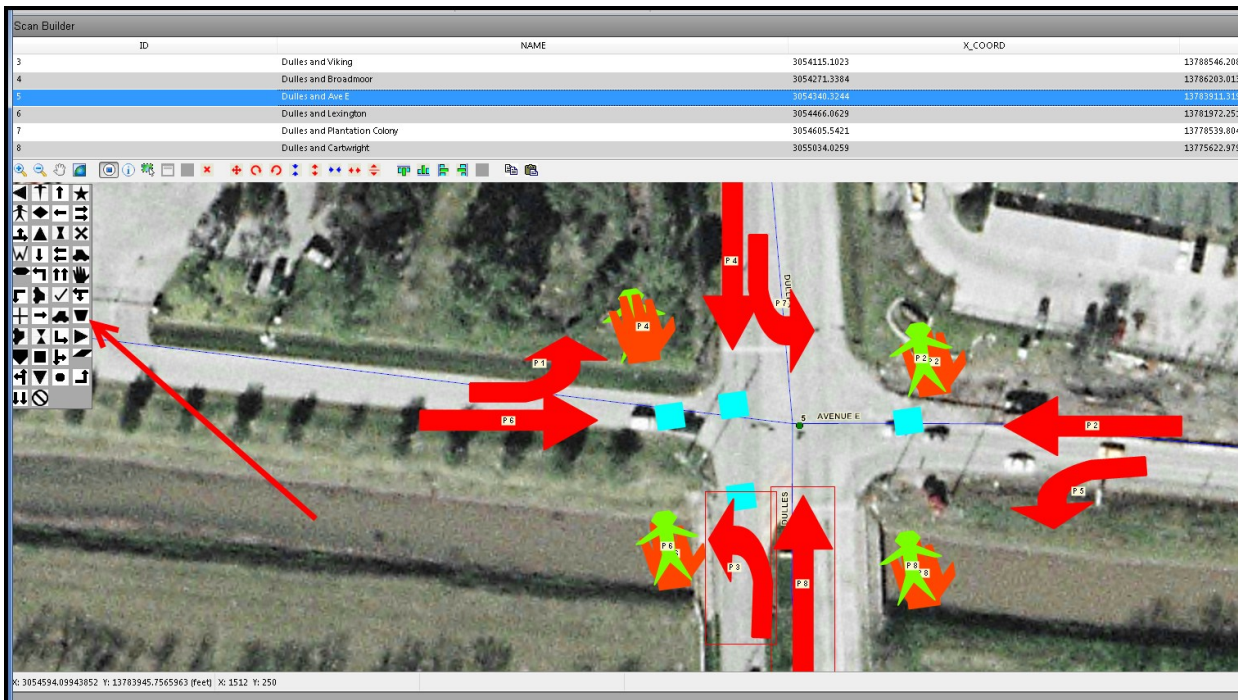 Scan Builder
ID NAME X_COORD
3 Dulles and Viking 3054115.1023 13788546.208
4 Dulles and Broadmoor 3054271.3384 13786203.013
5 Dulles and Ave E 3054340.3244 13783911.319
6 Dulles and Lexington 3054466.0629 13781972.251
7 Dulles and Plantation Colony 3054605.5421 13778539.804
8 Dulles and Cartwright 3055034.0259 13775622.979
P 4
P 7
P 4
P 2
P 1
5 AVENUE E
P 6
P 2
P 5
DULLES
P 6
P 3
P 8
P 8
P 8
X: 3054594.09943852 Y: 13783945.7565963 (feet) X: 1512 Y: 250